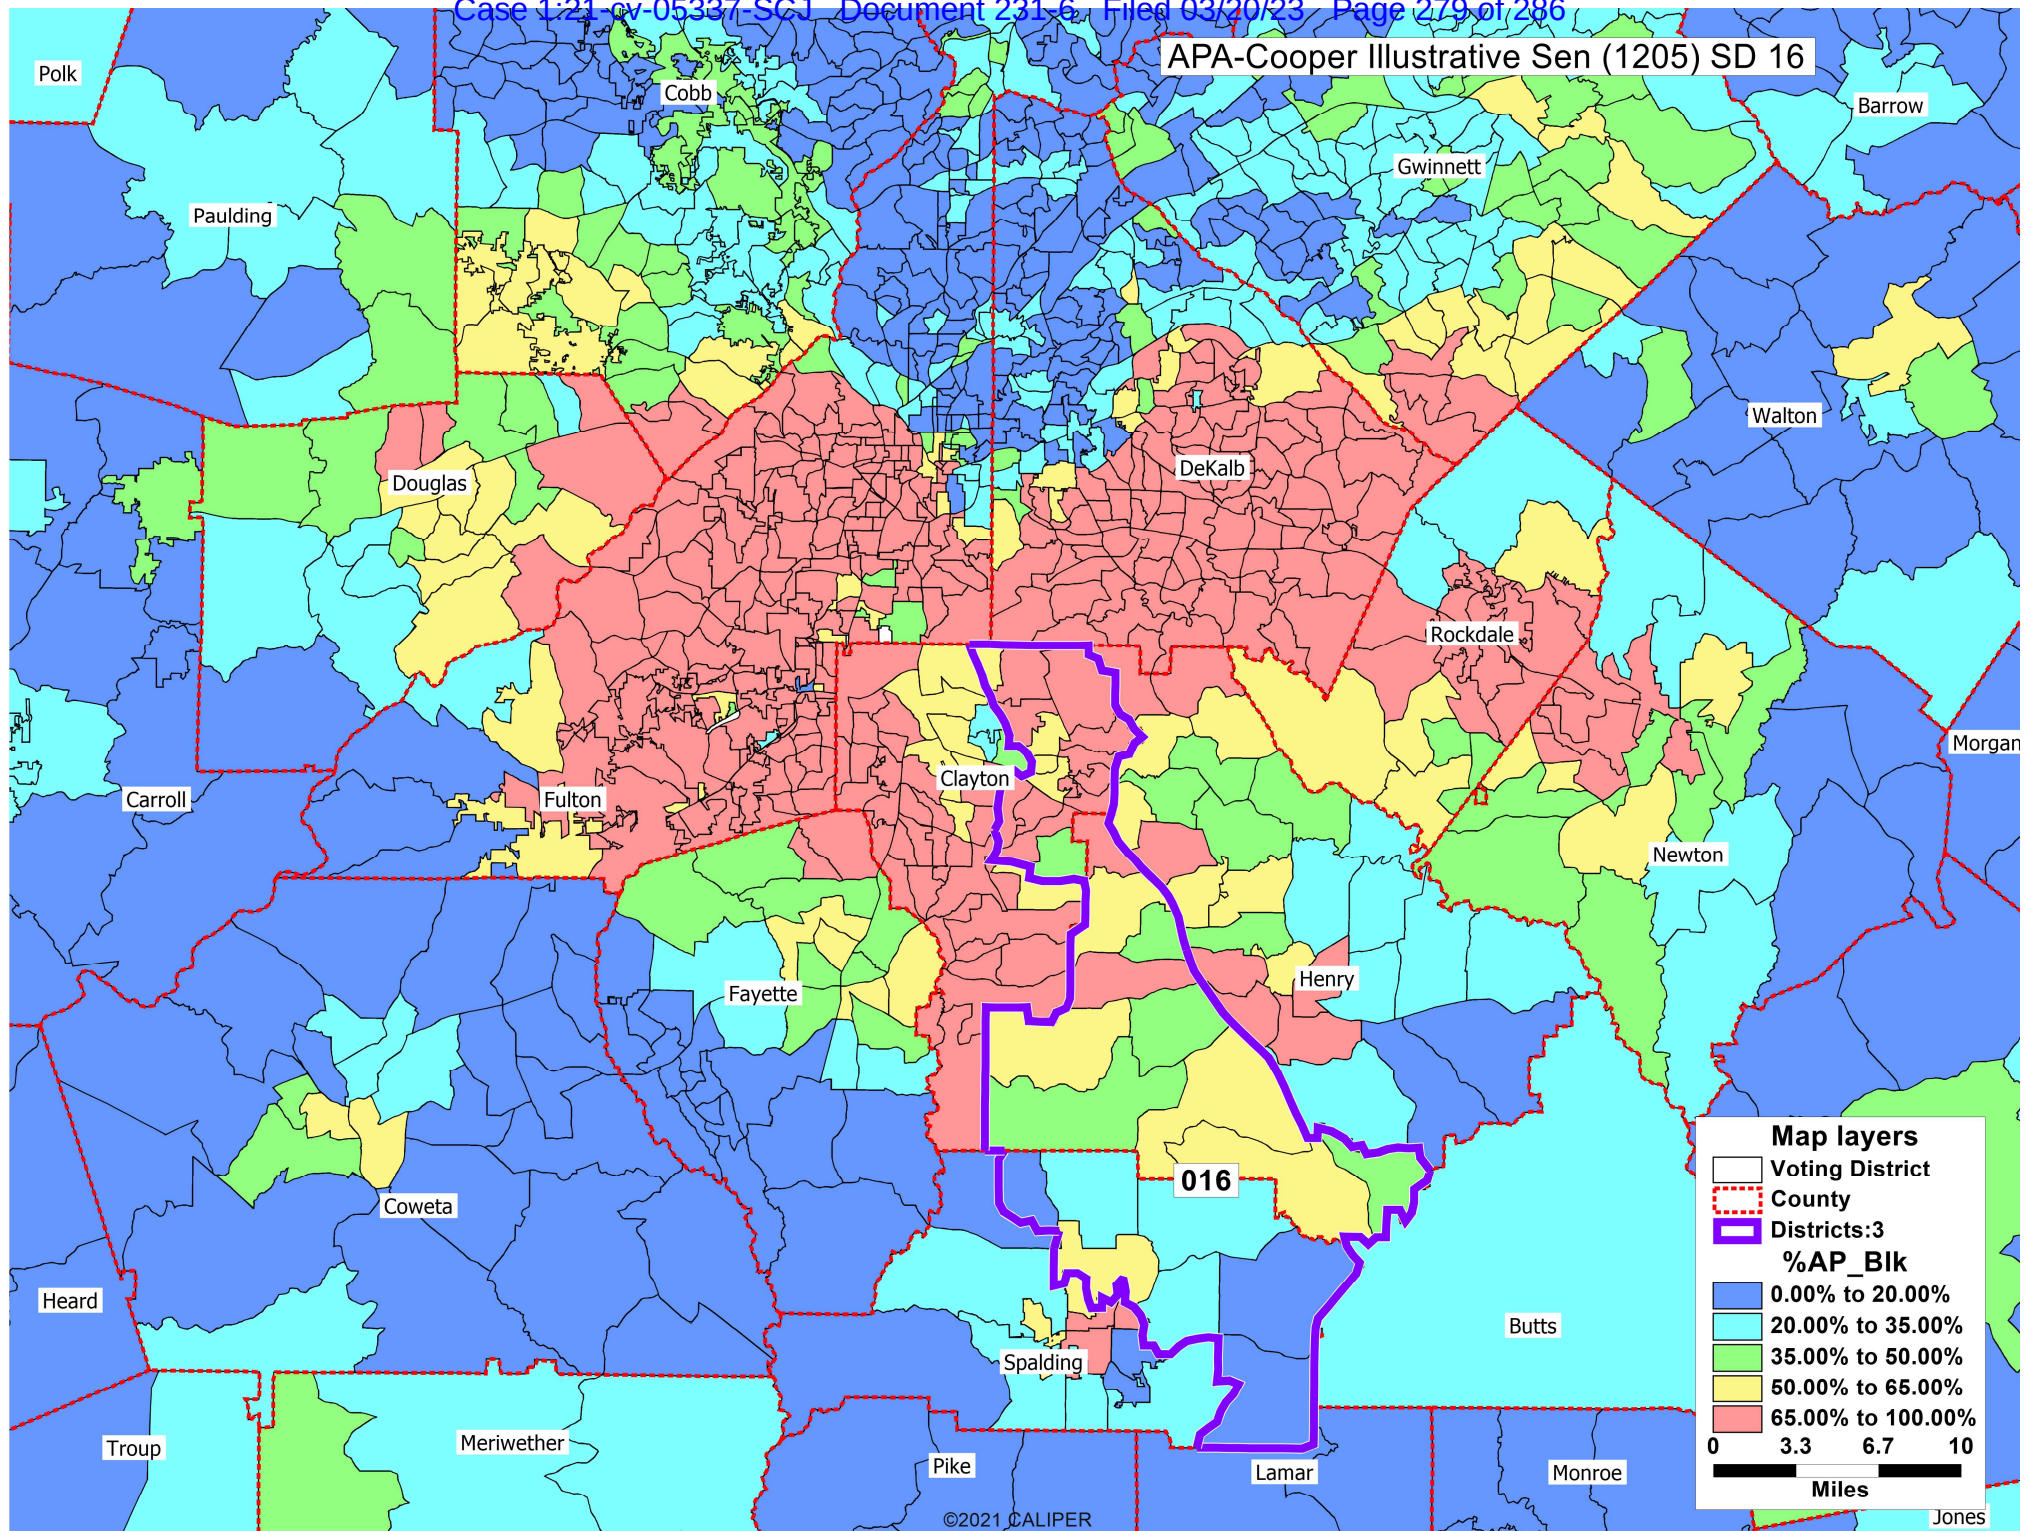 Case 1:21-cv-05337-SCJ Document 231-6 Filed 03/20/23 Page 279 of 286
APA-Cooper Illustrative Sen (1205) SD 16
Polk
Cobb
Barrow
Gwinnett
Paulding
Walton
DeKalb
Douglas
Rockdale
Morgan
Clayton
Carroll
Fulton
Newton
Henry
Fayette
016
Coweta
Heard
Butts
Spalding
Troup
Meriwether
Pike
Lamar
Monroe
Jones
Map layers
Voting District
County
Districts:3
%AP_Blk
0.00% to 20.00%
20.00% to 35.00%
35.00% to 50.00%
50.00% to 65.00%
65.00% to 100.00%
0 3.3 6.7 10
Miles
©2021 CALIPER